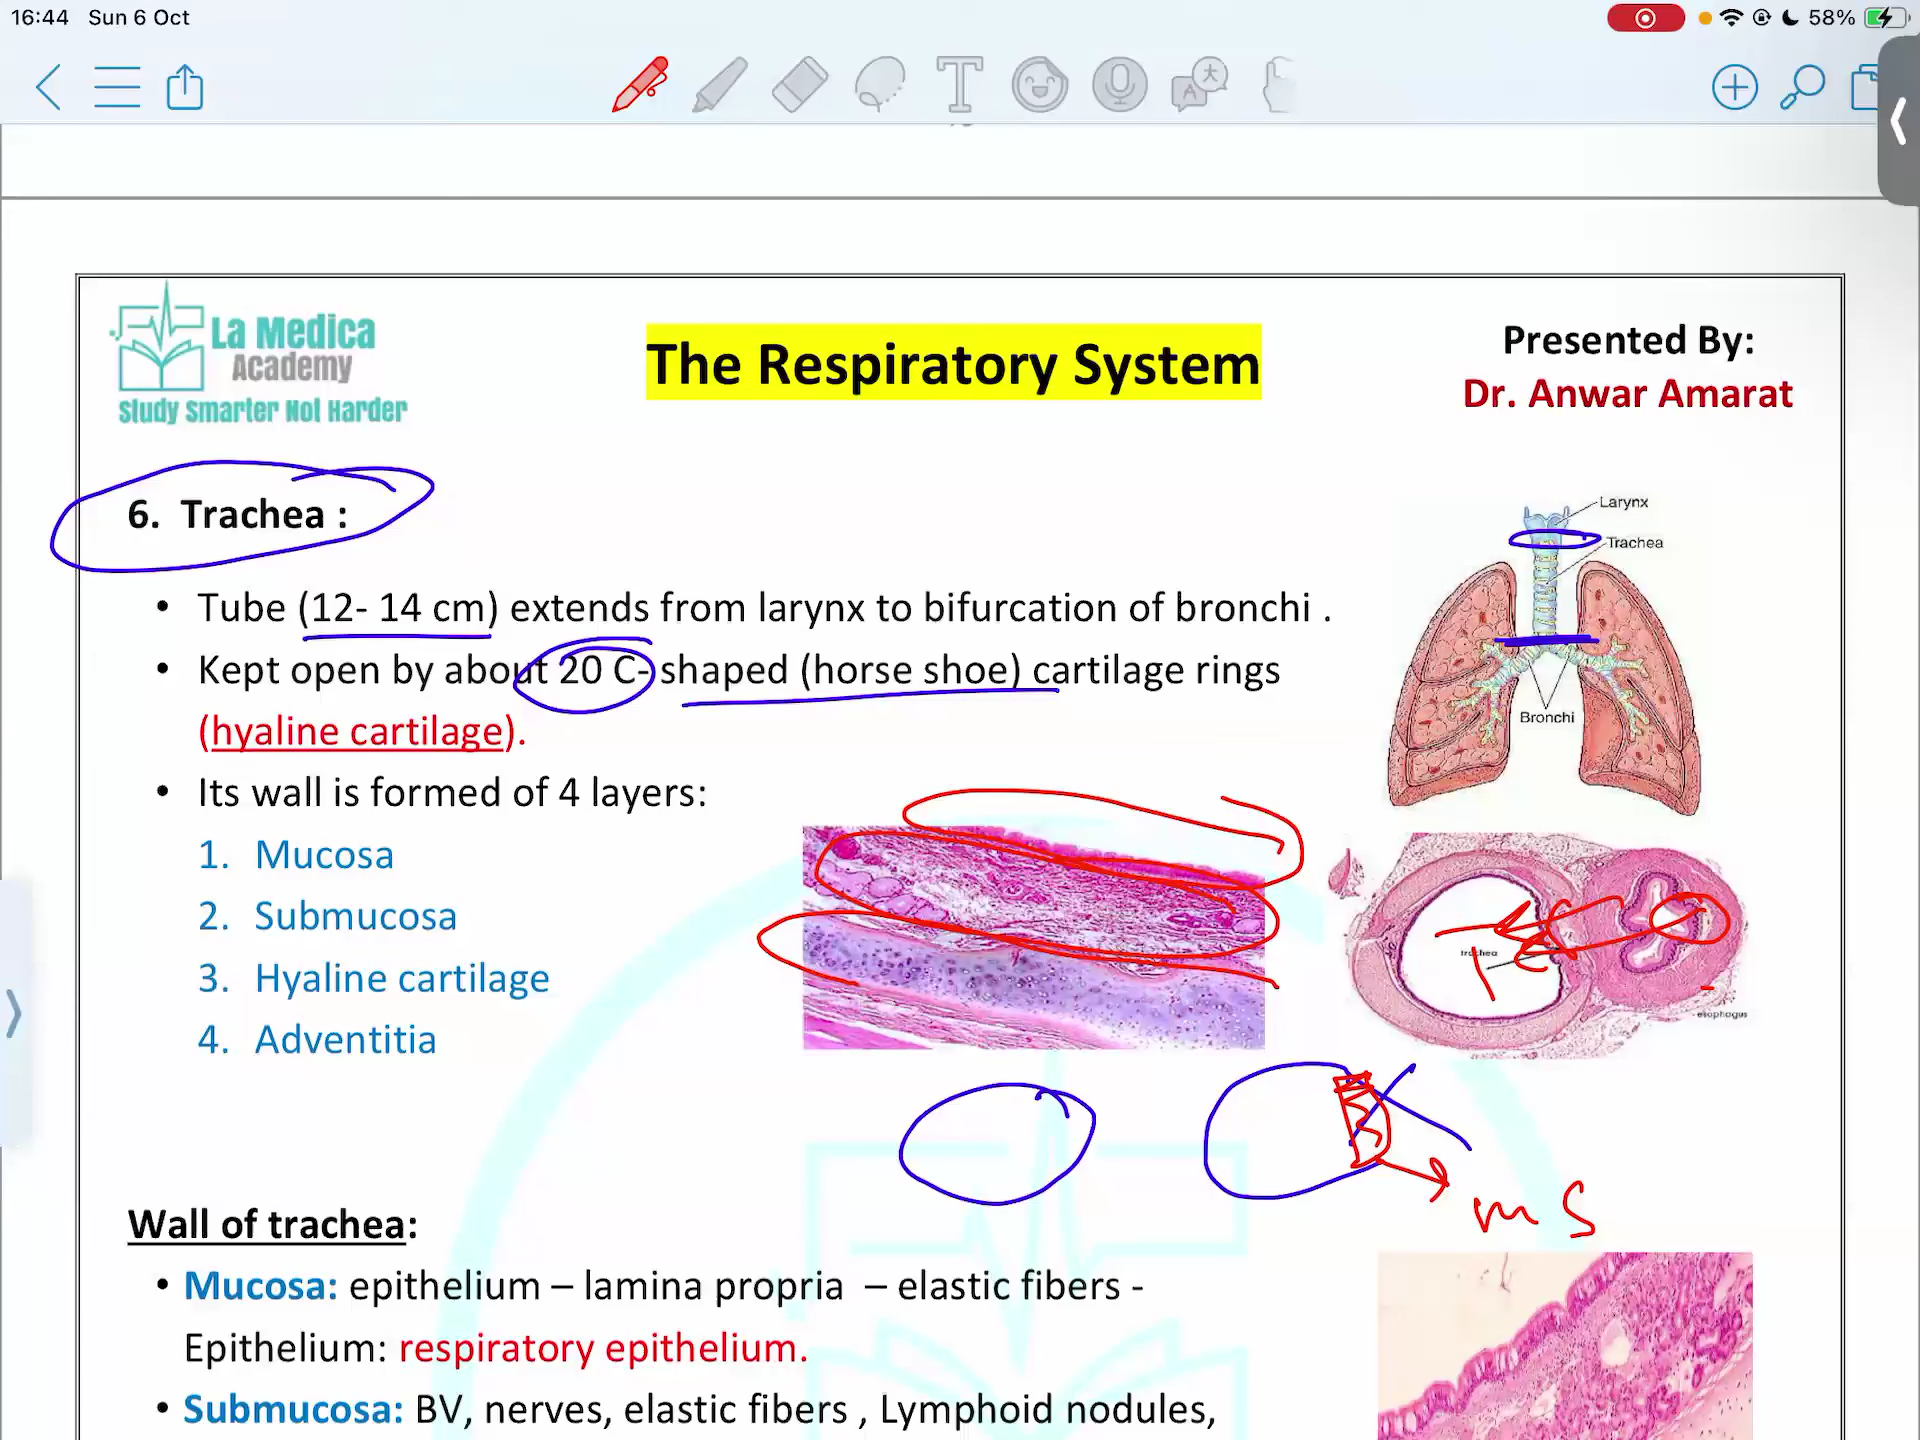 16:44 Sun 6 Oct
58%
La Medica
Academy
Study Smarter Not Harder
The Respiratory System
Presented By:
Dr. Anwar Amarat
6. Trachea :
• Tube (12- 14 cm) extends from larynx to bifurcation of bronchi .
• Kept open by about 20 C- shaped (horse shoe) cartilage rings
(hyaline cartilage).
• Its wall is formed of 4 layers:
1. Mucosa
2. Submucosa
3. Hyaline cartilage
4. Adventitia
Larynx
Trachea
Bronchi
trachea
esophagus
m S
Wall of trachea:
• Mucosa: epithelium – lamina propria – elastic fibers -
Epithelium: respiratory epithelium.
• Submucosa: BV, nerves, elastic fibers , Lymphoid nodules,